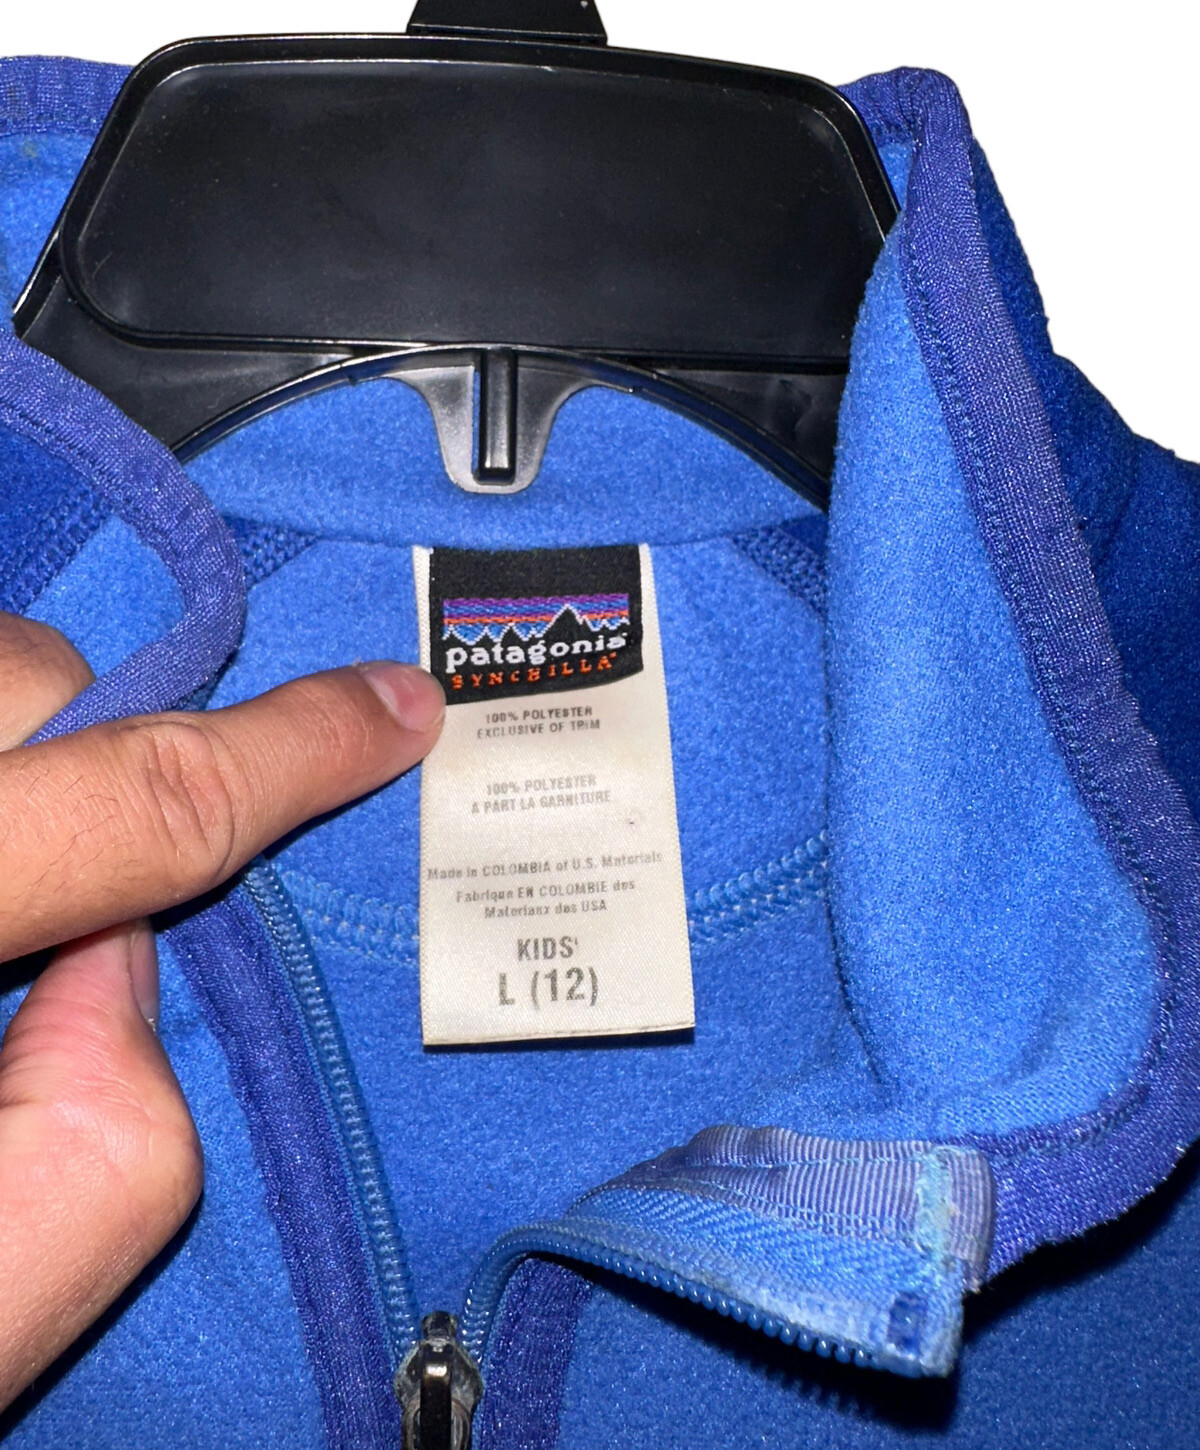 patagonia®
SYNCHILLA®
100% POLYESTER
EXCLUSIVE OF TRIM
100% POLYESTER
A PART LA GARNITURE
Made in COLOMBIA of U.S. Materials
Fabrique EN COLOMBIE des
Materiaux des USA
KIDS'
L (12)